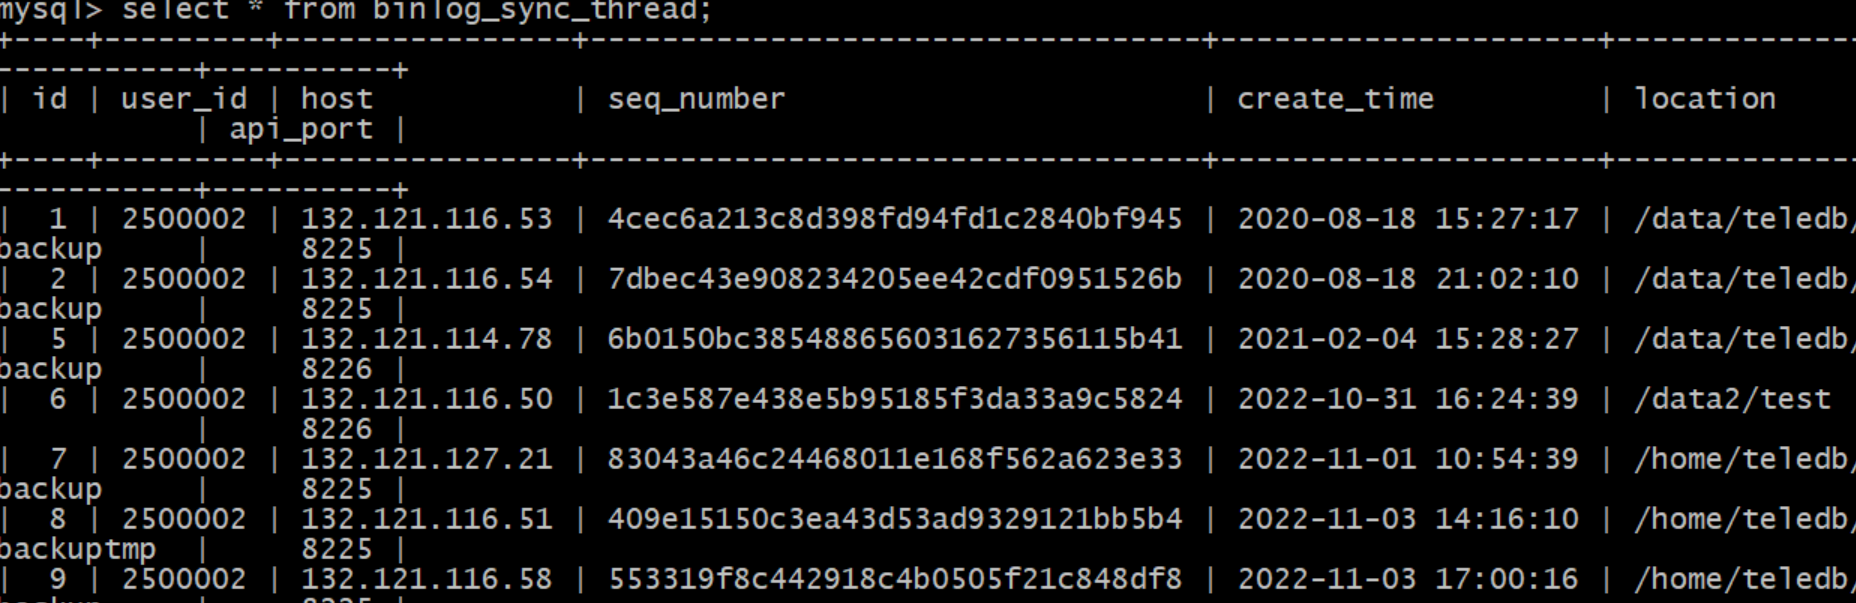 mysql> select * from binlog_sync_thread;
+----+---------+----------------+----------------------------------+---------------------+-------------
-----------+----------+
| id | user_id | host           | seq_number                       | create_time         | location
           | api_port |
+----+---------+----------------+----------------------------------+---------------------+-------------
-----------+----------+
|  1 | 2500002 | 132.121.116.53 | 4cec6a213c8d398fd94fd1c2840bf945 | 2020-08-18 15:27:17 | /data/teledb/
backup     |     8225 |
|  2 | 2500002 | 132.121.116.54 | 7dbec43e908234205ee42cdf0951526b | 2020-08-18 21:02:10 | /data/teledb/
backup     |     8225 |
|  5 | 2500002 | 132.121.114.78 | 6b0150bc385488656031627356115b41 | 2021-02-04 15:28:27 | /data/teledb/
backup     |     8226 |
|  6 | 2500002 | 132.121.116.50 | 1c3e587e438e5b95185f3da33a9c5824 | 2022-10-31 16:24:39 | /data2/test
           |     8226 |
|  7 | 2500002 | 132.121.127.21 | 83043a46c24468011e168f562a623e33 | 2022-11-01 10:54:39 | /home/teledb/
backup     |     8225 |
|  8 | 2500002 | 132.121.116.51 | 409e15150c3ea43d53ad9329121bb5b4 | 2022-11-03 14:16:10 | /home/teledb/
backuptmp  |     8225 |
|  9 | 2500002 | 132.121.116.58 | 553319f8c442918c4b0505f21c848df8 | 2022-11-03 17:00:16 | /home/teledb/